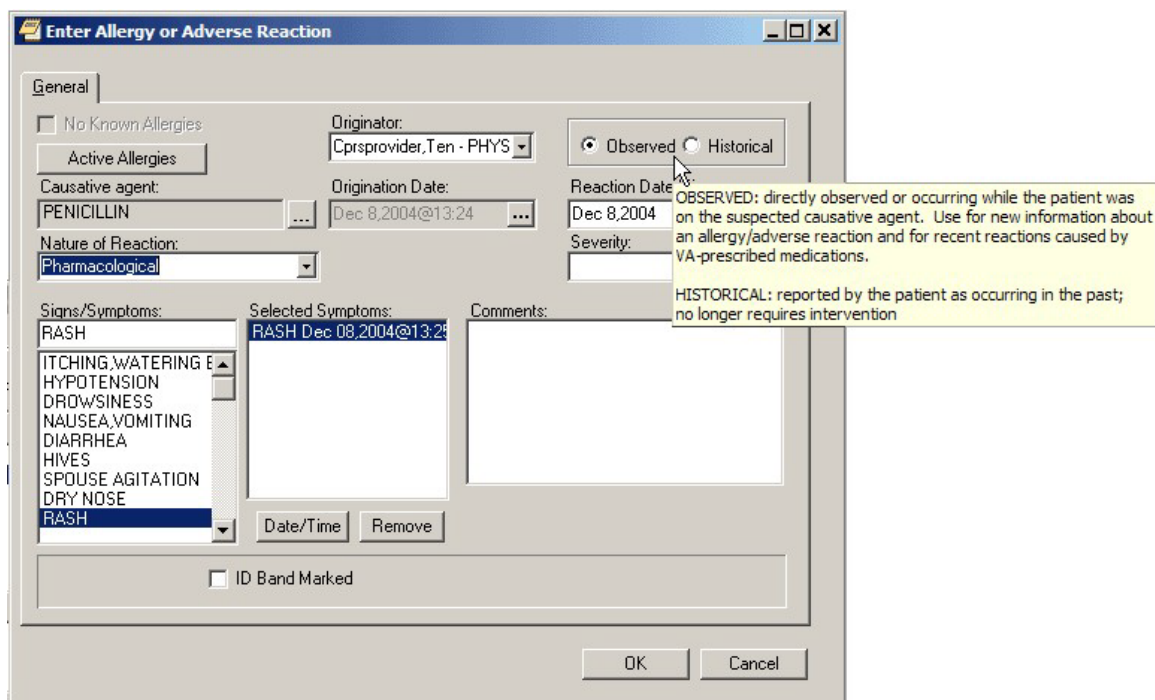 Enter Allergy or Adverse Reaction
General
No Known Allergies
Active Allergies
Originator:
Cprsprovider,Ten - PHYS
Observed
Historical
Causative agent:
PENICILLIN
...
Origination Date:
Dec 8,2004@13:24
...
Reaction Date
Dec 8,2004
OBSERVED: directly observed or occurring while the patient was
on the suspected causative agent. Use for new information about
an allergy/adverse reaction and for recent reactions caused by
VA-prescribed medications.
HISTORICAL: reported by the patient as occurring in the past;
no longer requires intervention
Nature of Reaction:
Pharmacological
Severity:
Signs/Symptoms:
RASH
ITCHING,WATERING E
HYPOTENSION
DROWSINESS
NAUSEA,VOMITING
DIARRHEA
HIVES
SPOUSE AGITATION
DRY NOSE
RASH
Selected Symptoms:
RASH Dec 08,2004@13:25
Date/Time
Remove
Comments:
ID Band Marked
OK
Cancel